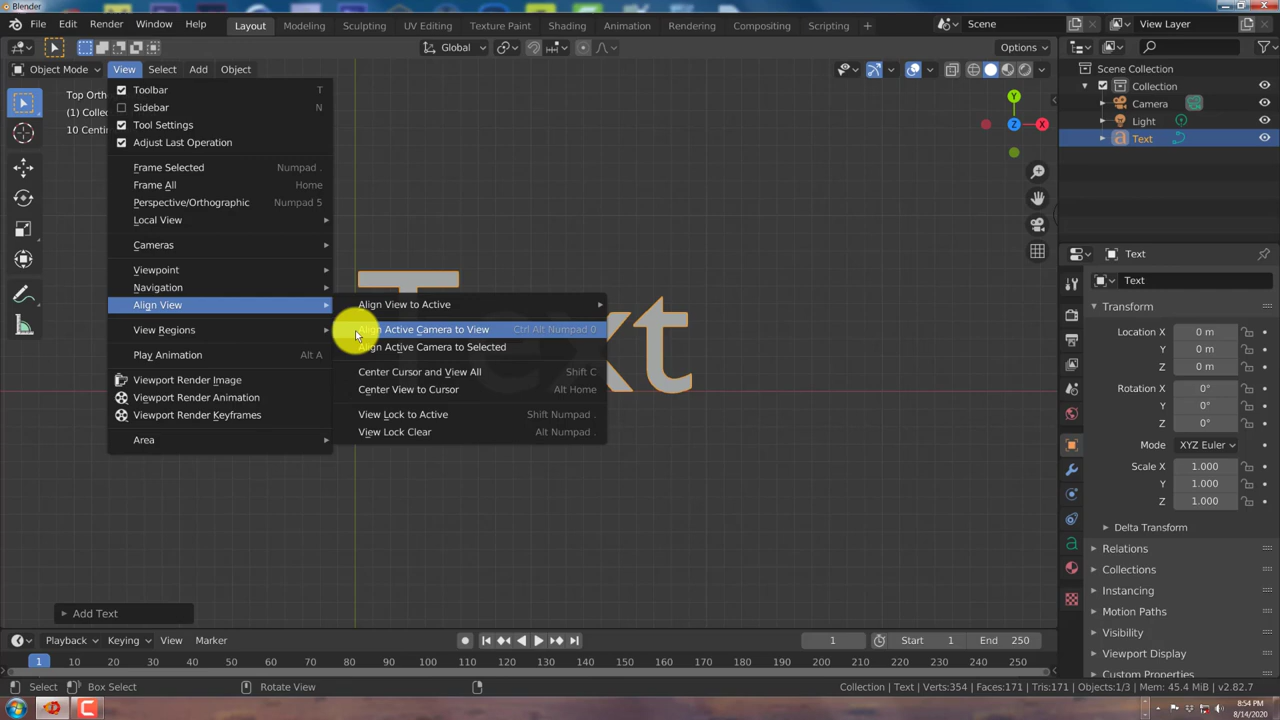 Blender
File Edit Render Window Help
Layout Modeling Sculpting UV Editing Texture Paint Shading Animation Rendering Compositing Scripting +
Scene
View Layer
Global
Options
Object Mode View Select Add Object
Top Ortho
(1) Collec
10 Centim
Toolbar T
Sidebar N
Tool Settings
Adjust Last Operation
Frame Selected Numpad .
Frame All Home
Perspective/Orthographic Numpad 5
Local View
Cameras
Viewpoint
Navigation
Align View
View Regions
Play Animation Alt A
Viewport Render Image
Viewport Render Animation
Viewport Render Keyframes
Area
Align View to Active
Align Active Camera to View Ctrl Alt Numpad 0
Align Active Camera to Selected
Center Cursor and View All Shift C
Center View to Cursor Alt Home
View Lock to Active Shift Numpad .
View Lock Clear Alt Numpad .
Text
Y
Z
X
Scene Collection
Collection
Camera
Light
Text
Text
Text
Transform
Location X 0 m
Y 0 m
Z 0 m
Rotation X 0°
Y 0°
Z 0°
Mode XYZ Euler
Scale X 1.000
Y 1.000
Z 1.000
Delta Transform
Relations
Collections
Instancing
Motion Paths
Visibility
Viewport Display
Custom Properties
Add Text
Playback Keying View Marker
1
Start 1
End 250
1 10 20 30 40 50 60 70 80 90 100 110 120 130 140 150 160 170 180 190 200 210 220 230 240 250
Select Box Select Rotate View
Collection | Text | Verts:354 | Faces:171 | Tris:171 | Objects:1/3 | Mem: 45.4 MiB | v2.82.7
8:54 PM
8/14/2020